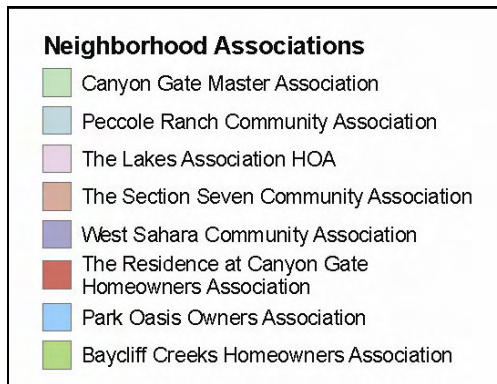 Neighborhood Associations
Canyon Gate Master Association
Peccole Ranch Community Association
The Lakes Association HOA
The Section Seven Community Association
West Sahara Community Association
The Residence at Canyon Gate
Homeowners Association
Park Oasis Owners Association
Baycliff Creeks Homeowners Association